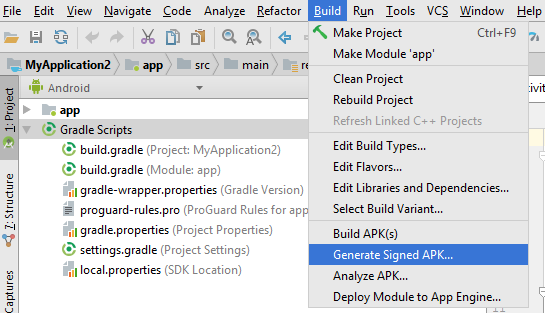 File Edit View Navigate Code Analyze Refactor Build Run Tools VCS Window Help
MyApplication2 app src main
1: Project
7: Structure
Captures
Android
app
Gradle Scripts
build.gradle (Project: MyApplication2)
build.gradle (Module: app)
gradle-wrapper.properties (Gradle Version)
proguard-rules.pro (ProGuard Rules for app
gradle.properties (Project Properties)
settings.gradle (Project Settings)
local.properties (SDK Location)
Make Project Ctrl+F9
Make Module 'app'
Clean Project
Rebuild Project
Refresh Linked C++ Projects
Edit Build Types...
Edit Flavors...
Edit Libraries and Dependencies...
Select Build Variant...
Build APK(s)
Generate Signed APK...
Analyze APK...
Deploy Module to App Engine...